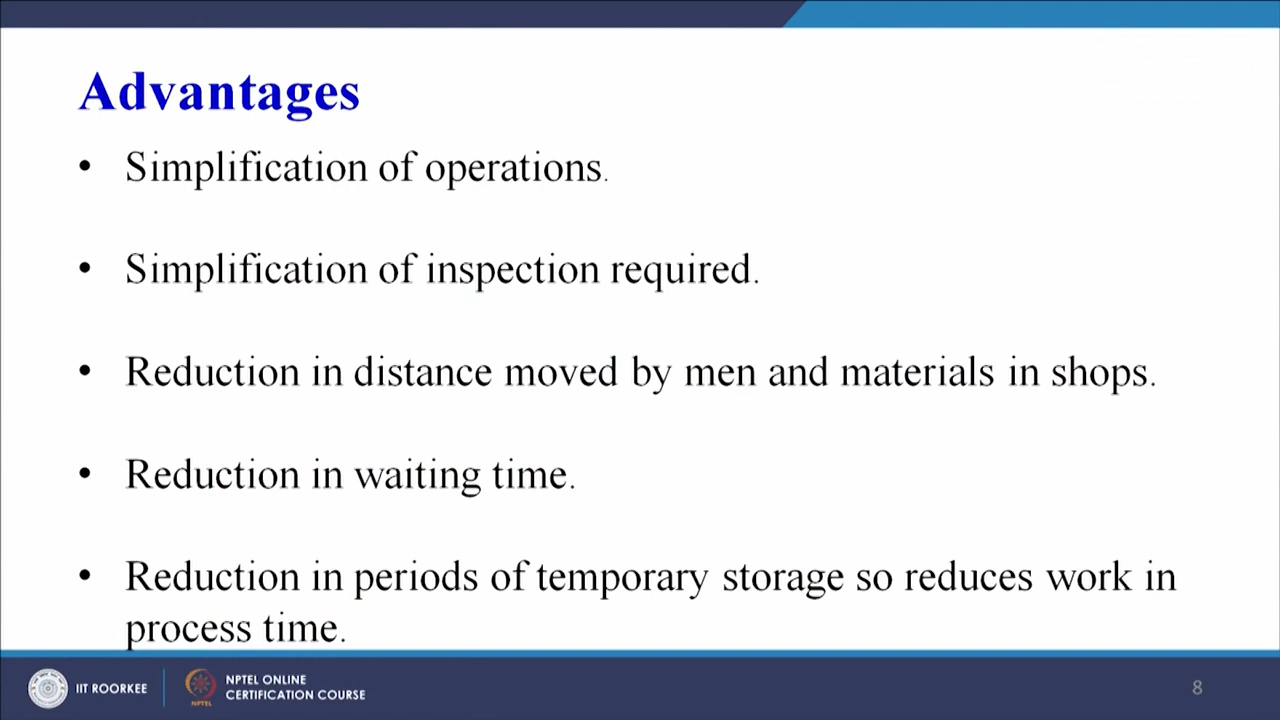 Advantages
• Simplification of operations.
• Simplification of inspection required.
• Reduction in distance moved by men and materials in shops.
• Reduction in waiting time.
• Reduction in periods of temporary storage so reduces work in
process time.
IIT ROORKEE
NPTEL
NPTEL ONLINE
CERTIFICATION COURSE
8